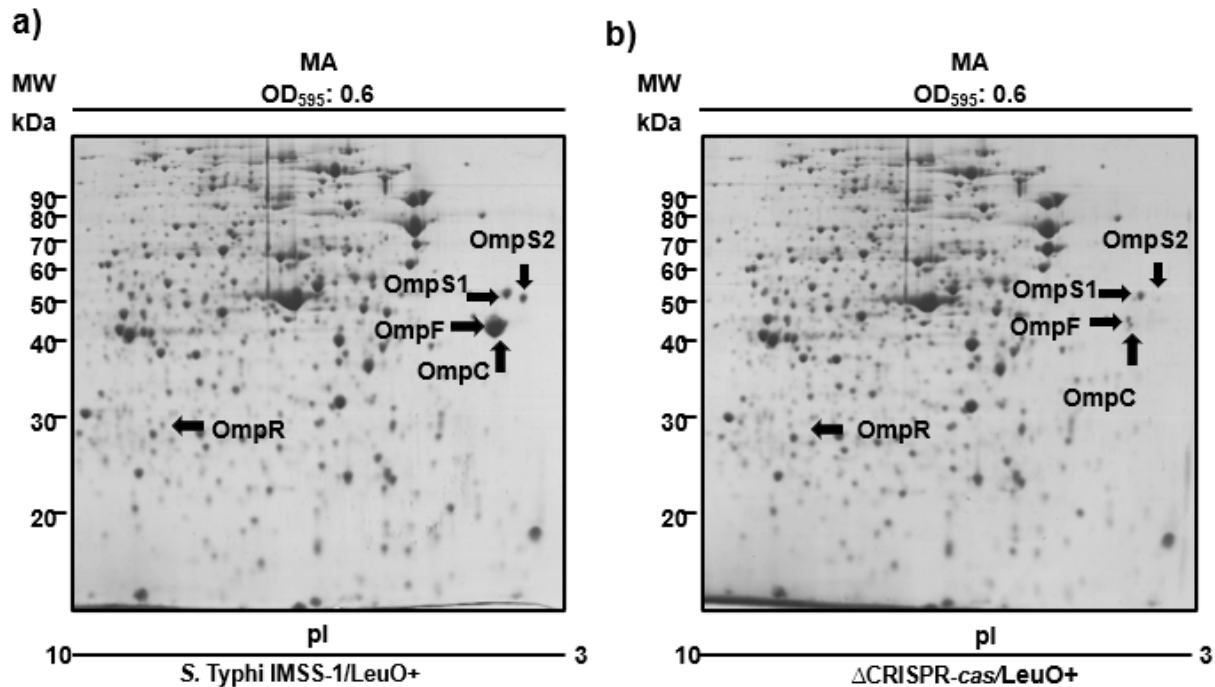 a)
MA
MW
OD595: 0.6
kDa
90
80
70
60
50
40
30
20
OmpS2
OmpS1
OmpF
OmpC
OmpR
pI
10
3
S. Typhi IMSS-1/LeuO+
b)
MA
MW
OD595: 0.6
kDa
90
80
70
60
50
40
30
20
OmpS2
OmpS1
OmpF
OmpC
OmpR
pI
10
3
ΔCRISPR-cas/LeuO+